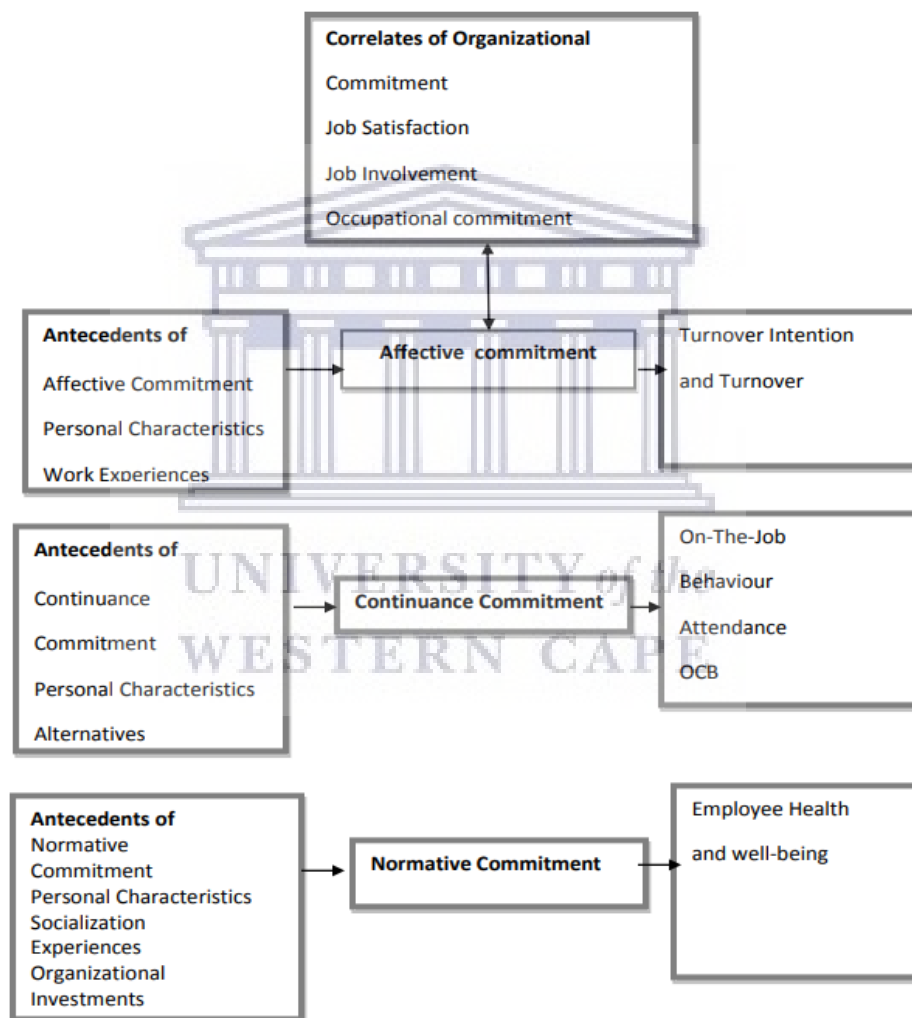 Correlates of Organizational
Commitment
Job Satisfaction
Job Involvement
Occupational commitment
Antecedents of
Affective Commitment
Personal Characteristics
Work Experiences
Affective commitment
Turnover Intention
and Turnover
Antecedents of
Continuance
Commitment
Personal Characteristics
Alternatives
Continuance Commitment
On-The-Job
Behaviour
Attendance
OCB
UNIVERSITY of the
WESTERN CAPE
Antecedents of
Normative
Commitment
Personal Characteristics
Socialization
Experiences
Organizational
Investments
Normative Commitment
Employee Health
and well-being